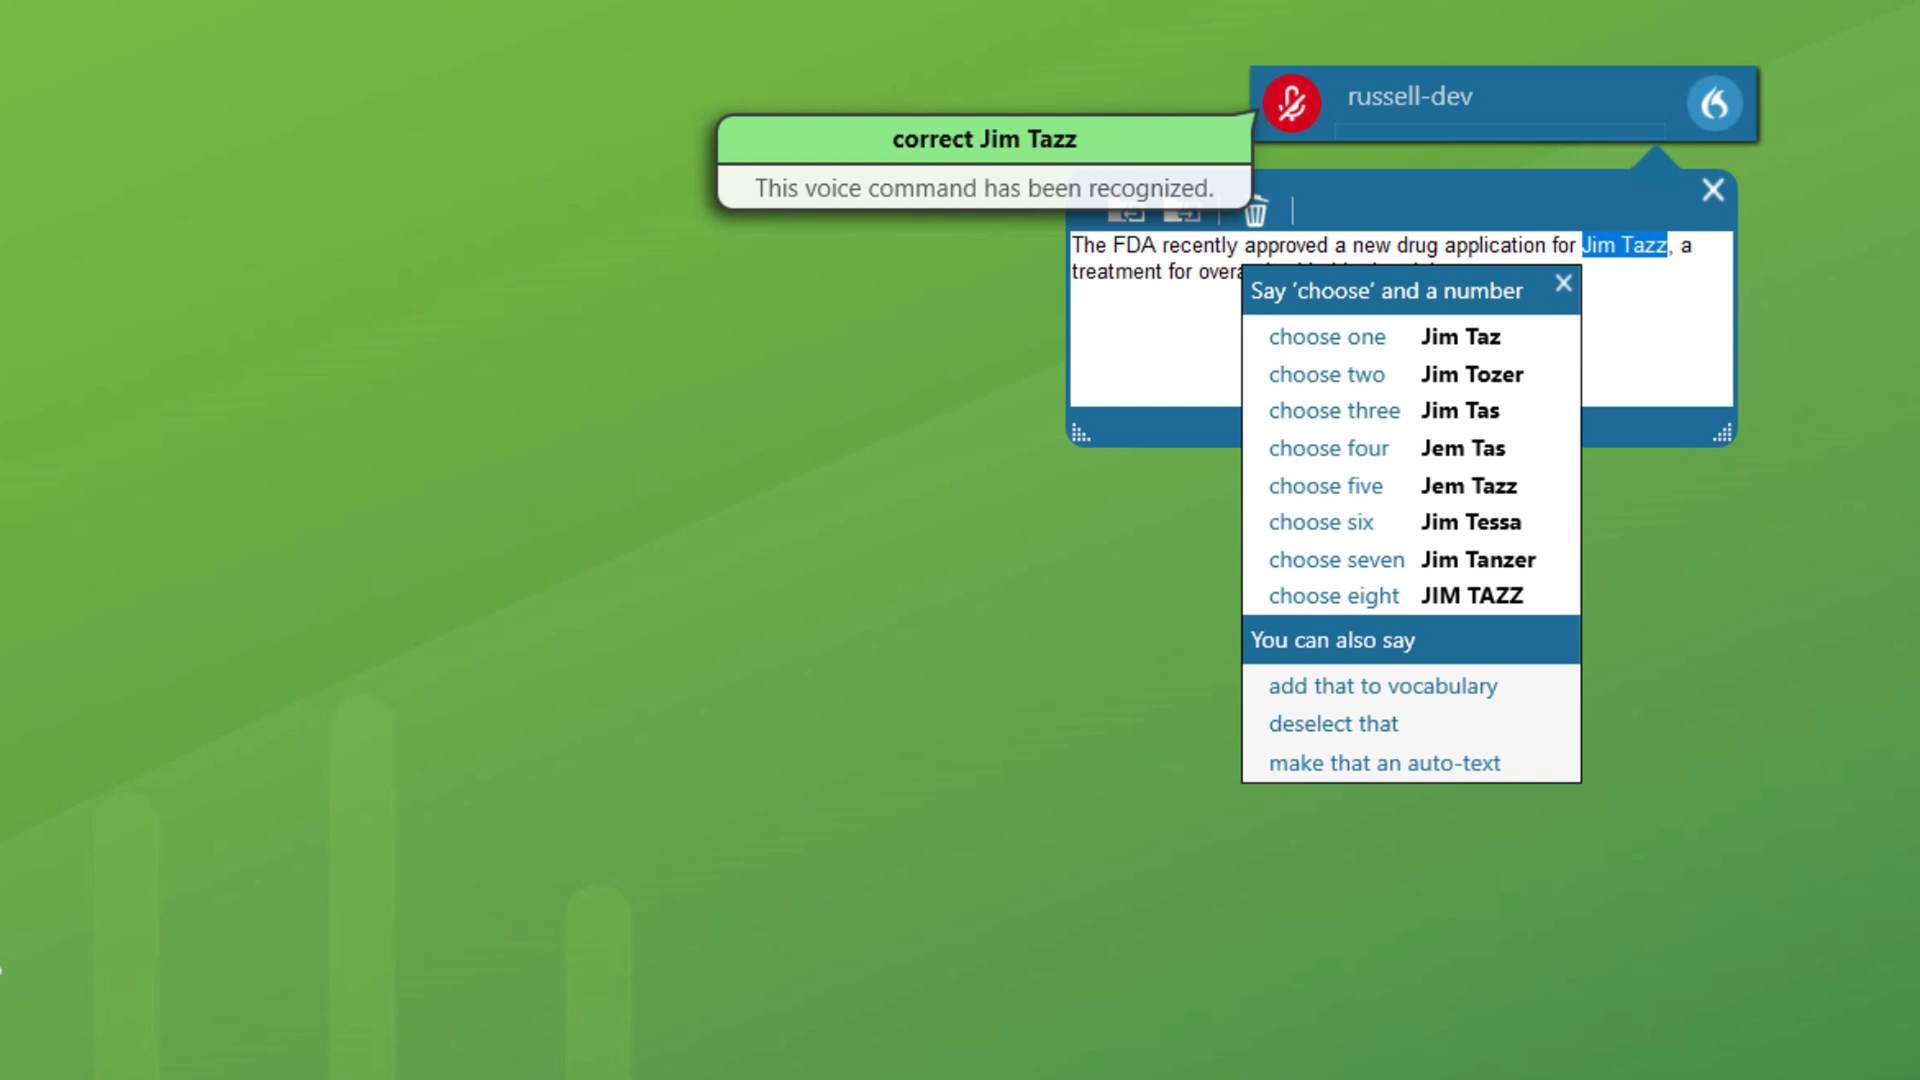 russell-dev
correct Jim Tazz
This voice command has been recognized.
The FDA recently approved a new drug application for Jim Tazz, a
treatment for overa
Say 'choose' and a number
choose one Jim Taz
choose two Jim Tozer
choose three Jim Tas
choose four Jem Tas
choose five Jem Tazz
choose six Jim Tessa
choose seven Jim Tanzer
choose eight JIM TAZZ
You can also say
add that to vocabulary
deselect that
make that an auto-text